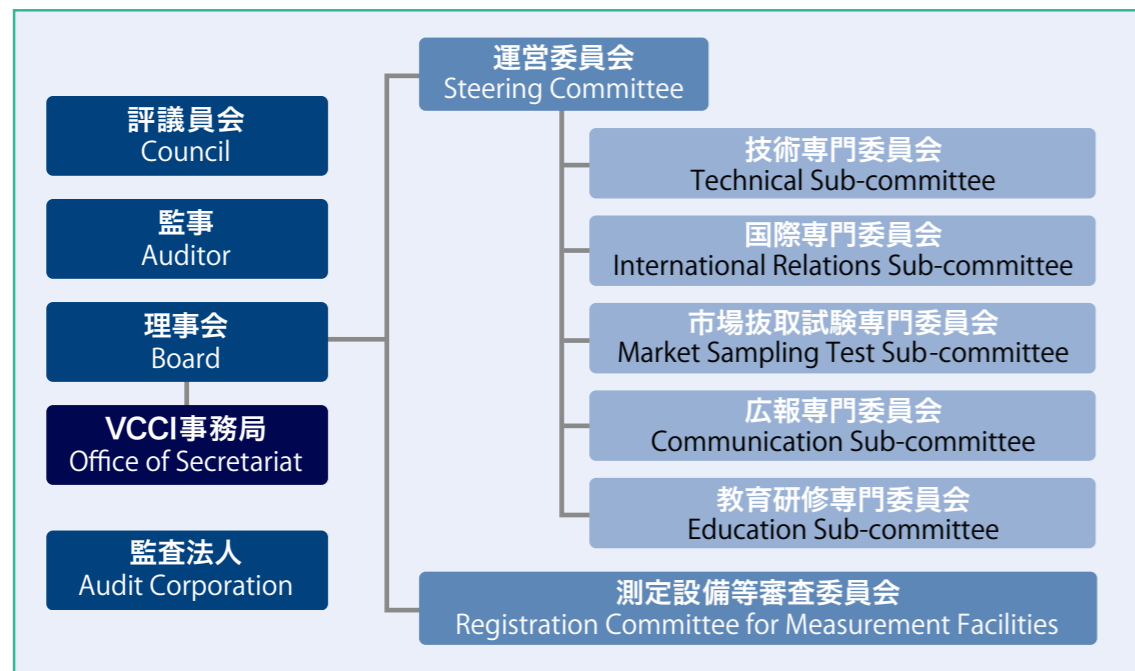 評議員会
Council
監事
Auditor
理事会
Board
VCCI事務局
Office of Secretariat
監査法人
Audit Corporation
運営委員会
Steering Committee
技術専門委員会
Technical Sub-committee
国際専門委員会
International Relations Sub-committee
市場抜取試験専門委員会
Market Sampling Test Sub-committee
広報専門委員会
Communication Sub-committee
教育研修専門委員会
Education Sub-committee
測定設備等審査委員会
Registration Committee for Measurement Facilities